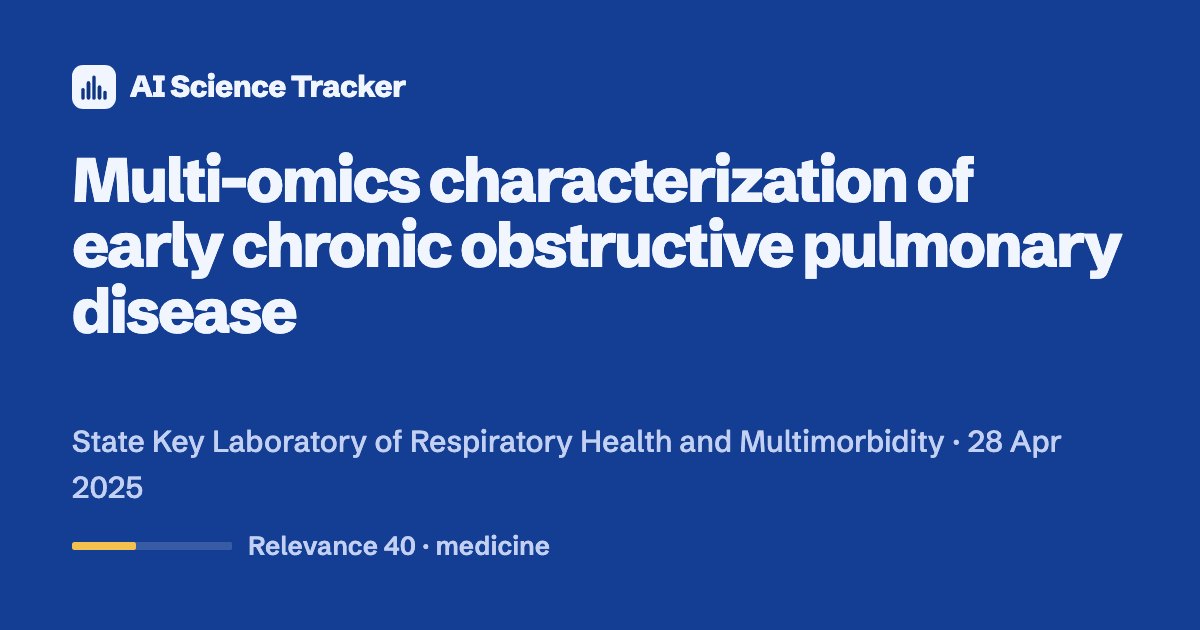 AI Science Tracker
Multi-omics characterization of
early chronic obstructive pulmonary
disease
State Key Laboratory of Respiratory Health and Multimorbidity · 28 Apr
2025
Relevance 40 · medicine